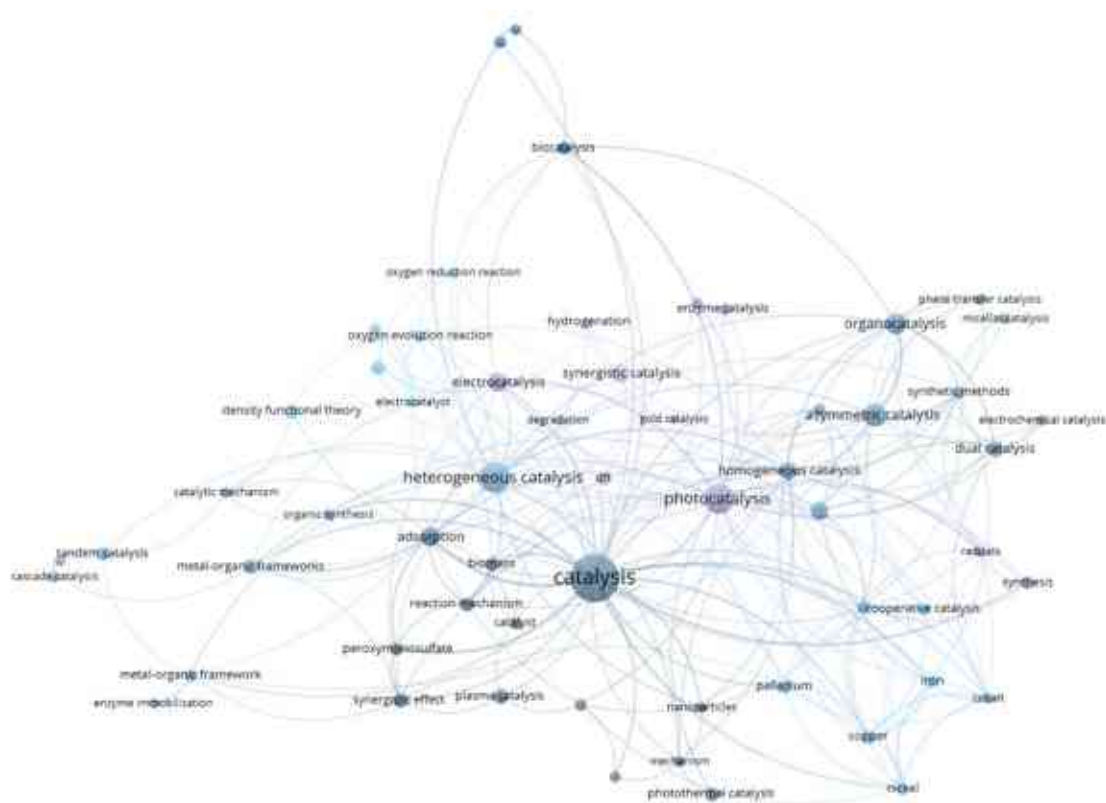 biocatalysis
oxygen reduction reaction
enzyme catalysis
phase transfer catalysis
hydrogenation
organocatalysis
micellar catalysis
oxygen evolution reaction
electrocatalysis
synergistic catalysis
synthetic methods
electrocatalyst
density functional theory
degradation
gold catalysis
asymmetric catalysis
electrochemical catalysis
dual catalysis
heterogeneous catalysis
homogeneous catalysis
catalytic mechanism
photocatalysis
organic synthesis
adsorption
tandem catalysis
radicals
metal-organic frameworks
biomass
cascade catalysis
catalysis
synthesis
reaction mechanism
cooperative catalysis
catalyst
peroxymonosulfate
metal-organic framework
palladium
iron
enzyme immobilization
synergistic effect
plasma catalysis
cobalt
nanoparticles
copper
mechanism
nickel
photothermal catalysis